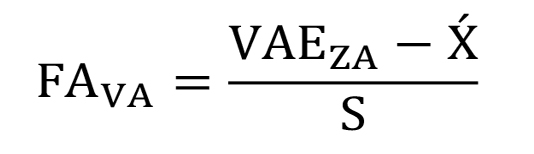 FA_VA = (VAE_ZA − X́) / S